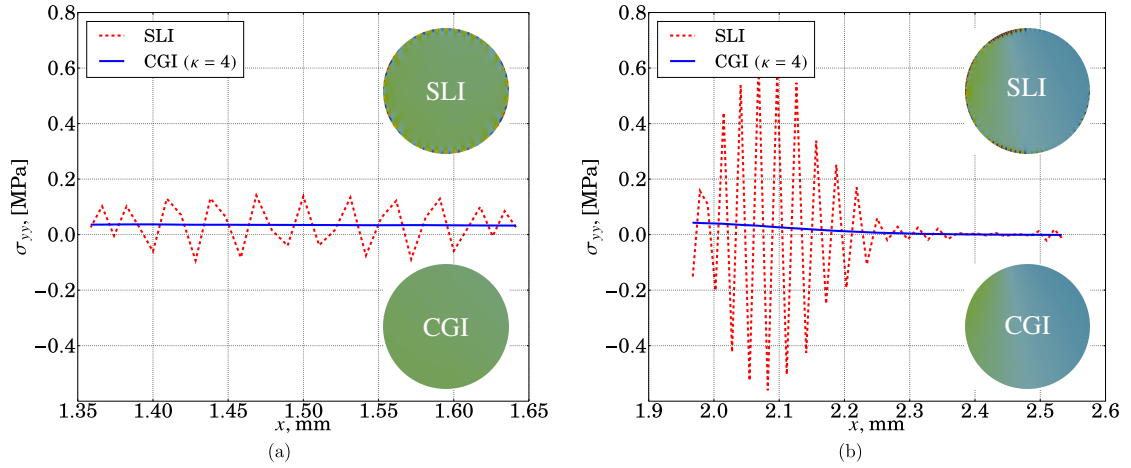 0.8
0.6
0.4
0.2
0.0
−0.2
−0.4
σyy, [MPa]
SLI
CGI (κ = 4)
SLI
CGI
1.35 1.40 1.45 1.50 1.55 1.60 1.65
x, mm
(a)
0.8
0.6
0.4
0.2
0.0
−0.2
−0.4
σyy, [MPa]
SLI
CGI (κ = 4)
SLI
CGI
1.9 2.0 2.1 2.2 2.3 2.4 2.5 2.6
x, mm
(b)